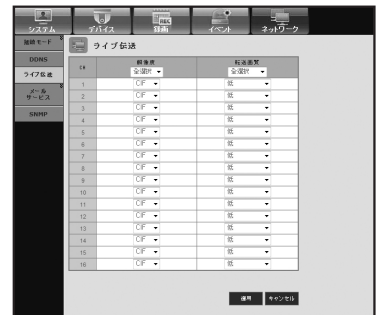 システム デバイス 録画 イベント ネットワーク
接続モード
DDNS
ライブ伝送
メール
サービス
SNMP
ライブ伝送
CH 解像度 転送画質
全選択 全選択
1 CIF 低
2 CIF 低
3 CIF 低
4 CIF 低
5 CIF 低
6 CIF 低
7 CIF 低
8 CIF 低
9 CIF 低
10 CIF 低
11 CIF 低
12 CIF 低
13 CIF 低
14 CIF 低
15 CIF 低
16 CIF 低
適用 キャンセル